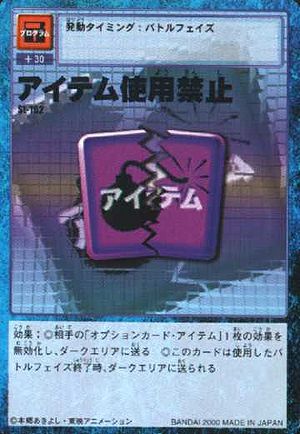 プログラム
発動タイミング:バトルフェイズ
+30
アイテム使用禁止
St-162
アイテム
効果:◎相手の「オプションカード・アイテム」1枚の効果を
無効化し、ダークエリアに送る ◎このカードは使用したバ
トルフェイズ終了時、ダークエリアに送られる
©本郷あきよし・東映アニメーション
BANDAI 2000 MADE IN JAPAN